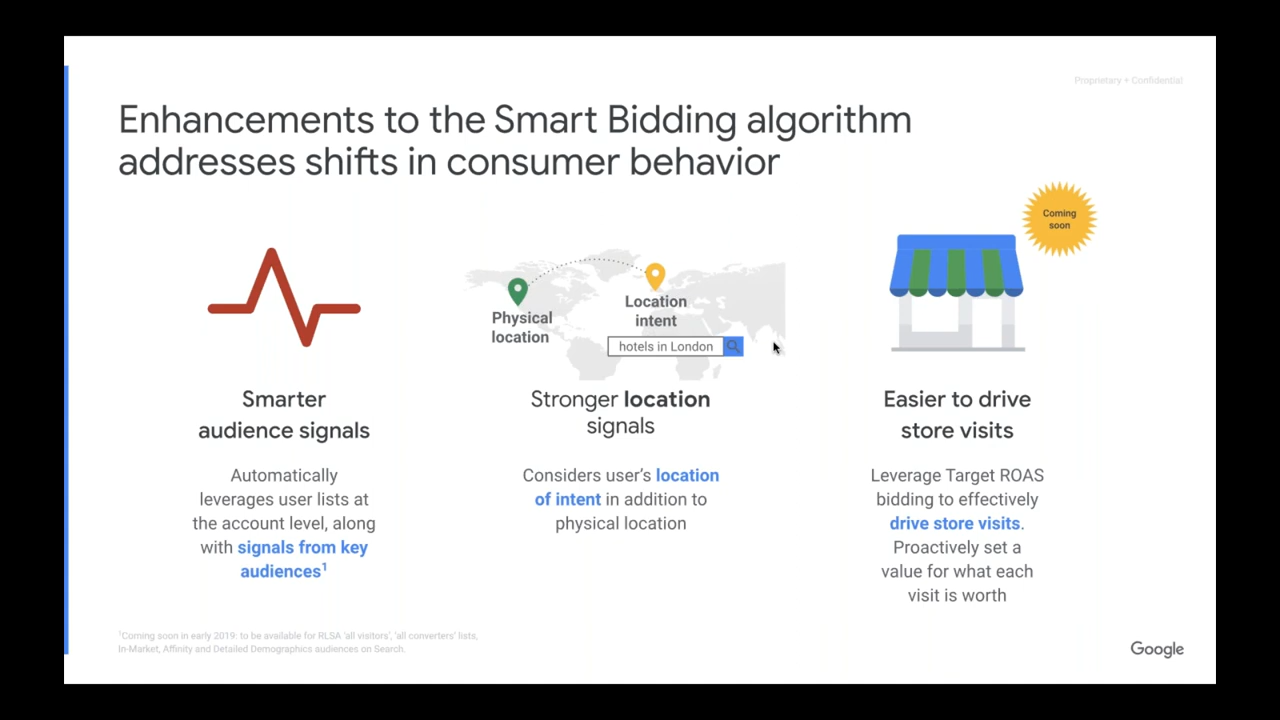 Proprietary + Confidential
Enhancements to the Smart Bidding algorithm
addresses shifts in consumer behavior
Coming
soon
Physical
location
Location
intent
hotels in London
Smarter
audience signals
Automatically
leverages user lists at
the account level, along
with signals from key
audiences¹
Stronger location
signals
Considers user's location
of intent in addition to
physical location
Easier to drive
store visits
Leverage Target ROAS
bidding to effectively
drive store visits.
Proactively set a
value for what each
visit is worth
¹Coming soon in early 2019: to be available for RLSA 'all visitors', 'all converters' lists,
In-Market, Affinity and Detailed Demographics audiences on Search.
Google